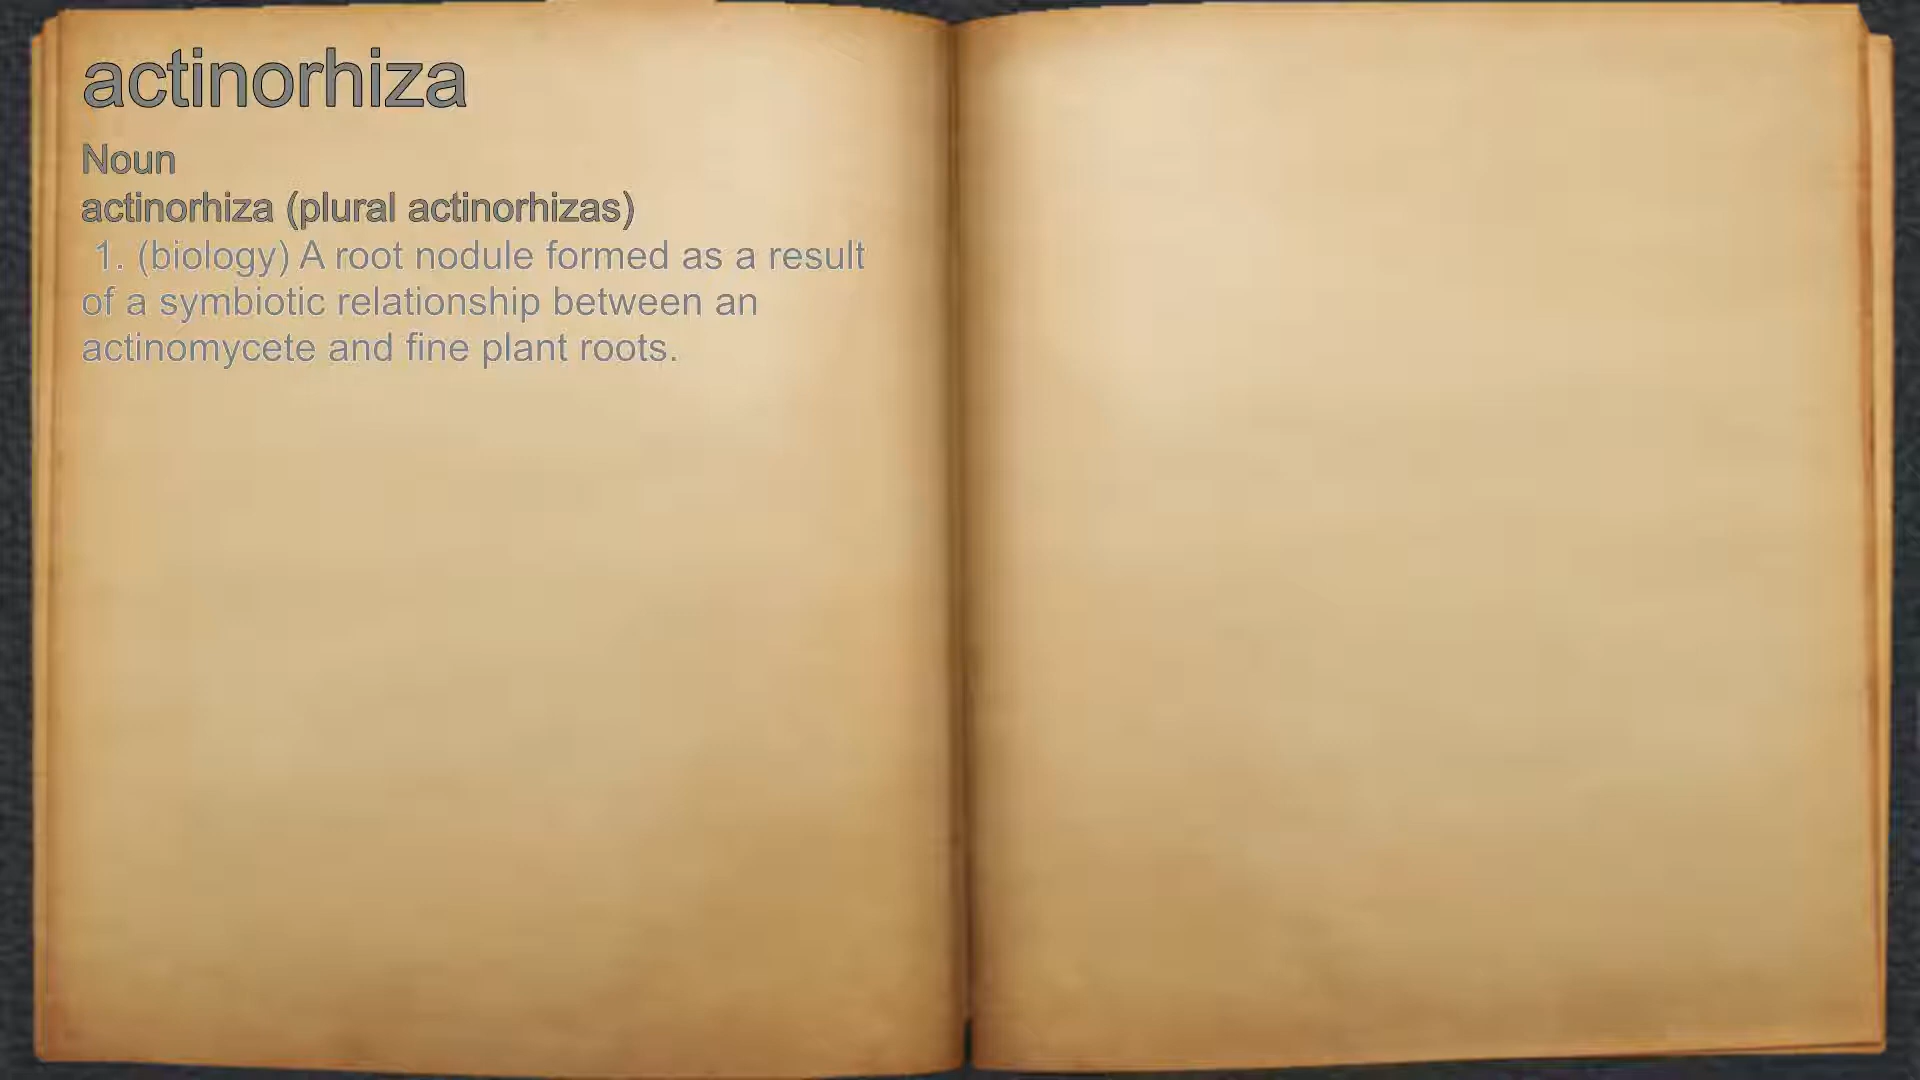 actinorhiza
Noun
actinorhiza (plural actinorhizas)
1. (biology) A root nodule formed as a result
of a symbiotic relationship between an
actinomycete and fine plant roots.